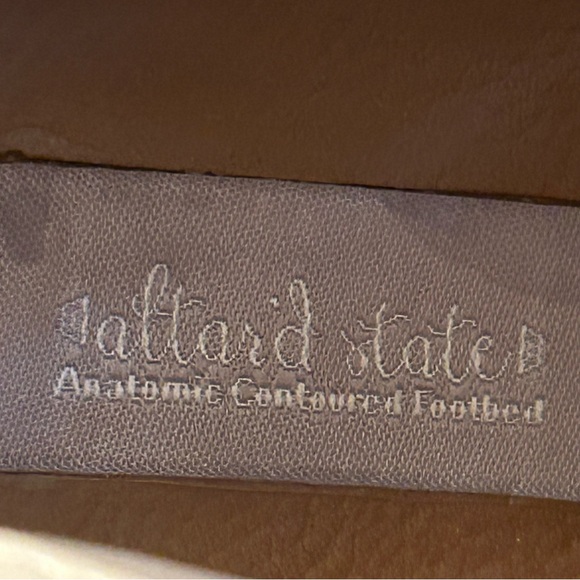 altar'd state
Anatomic Contoured Footbed